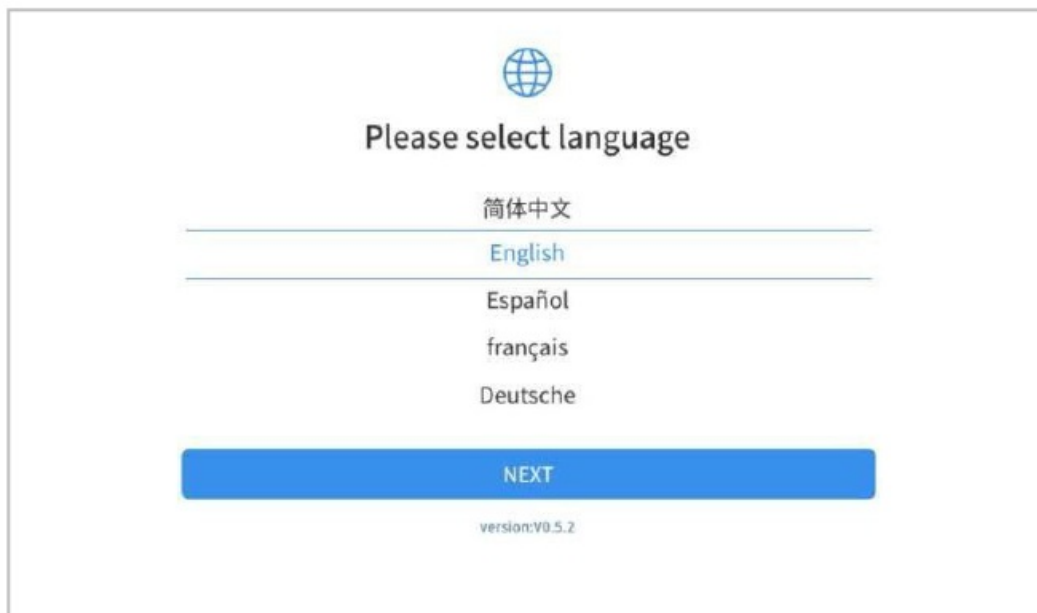 Please select language
简体中文
English
Español
français
Deutsche
NEXT
version:V0.5.2